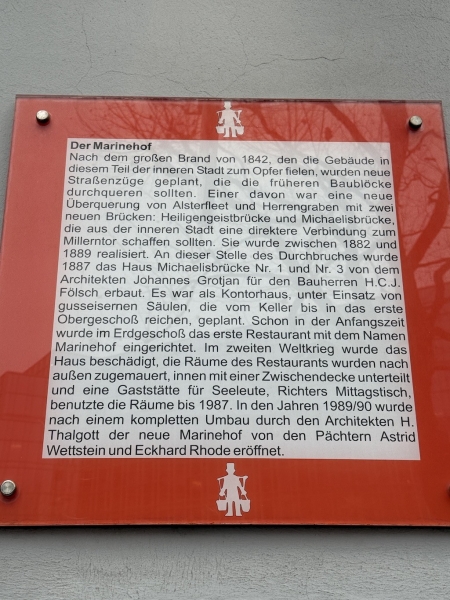 Der Marinehof
Nach dem großen Brand von 1842, den die Gebäude in
diesem Teil der inneren Stadt zum Opfer fielen, wurden neue
Straßenzüge geplant, die die früheren Baublöcke
durchqueren sollten. Einer davon war eine neue
Überquerung von Alsterfleet und Herrengraben mit zwei
neuen Brücken: Heiligengeistbrücke und Michaelisbrücke,
die aus der inneren Stadt eine direktere Verbindung zum
Millerntor schaffen sollten. Sie wurde zwischen 1882 und
1889 realisiert. An dieser Stelle des Durchbruches wurde
1887 das Haus Michaelisbrücke Nr. 1 und Nr. 3 von dem
Architekten Johannes Grotjan für den Bauherren H.C.J.
Fölsch erbaut. Es war als Kontorhaus, unter Einsatz von
gusseisernen Säulen, die vom Keller bis in das erste
Obergeschoß reichen, geplant. Schon in der Anfangszeit
wurde im Erdgeschoß das erste Restaurant mit dem Namen
Marinehof eingerichtet. Im zweiten Weltkrieg wurde das
Haus beschädigt, die Räume des Restaurants wurden nach
außen zugemauert, innen mit einer Zwischendecke unterteilt
und eine Gaststätte für Seeleute, Richters Mittagstisch,
benutzte die Räume bis 1987. In den Jahren 1989/90 wurde
nach einem kompletten Umbau durch den Architekten H.
Thalgott der neue Marinehof von den Pächtern Astrid
Wettstein und Eckhard Rhode eröffnet.